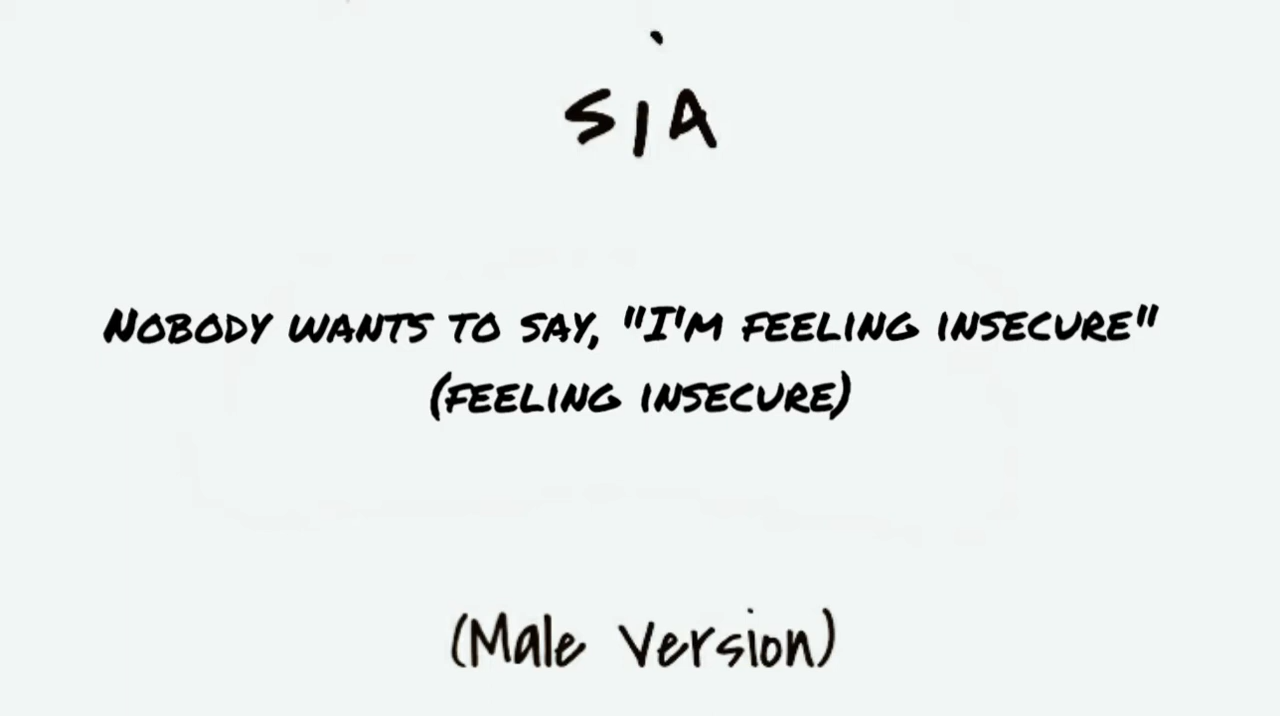 SiA
Nobody wants to say, "I'm feeling insecure"
(feeling insecure)
(Male Version)